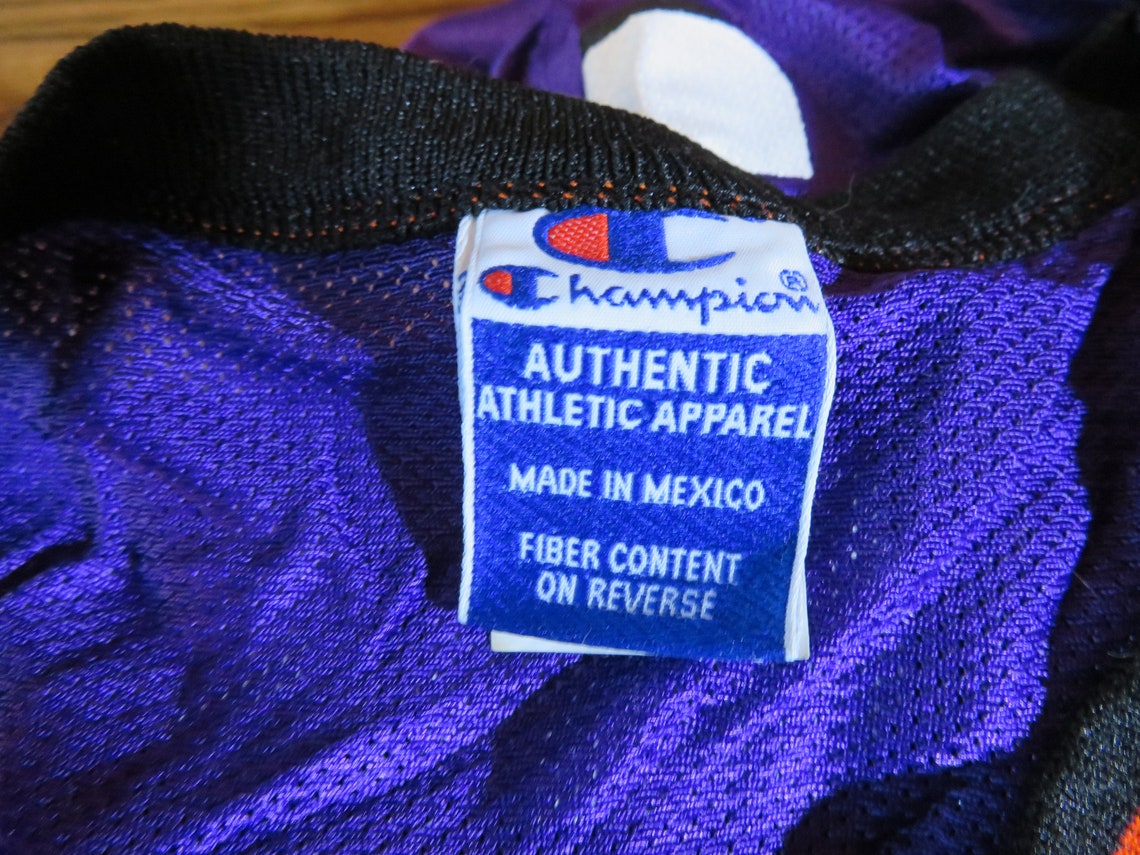 Champion®
AUTHENTIC
ATHLETIC APPAREL
MADE IN MEXICO
FIBER CONTENT
ON REVERSE